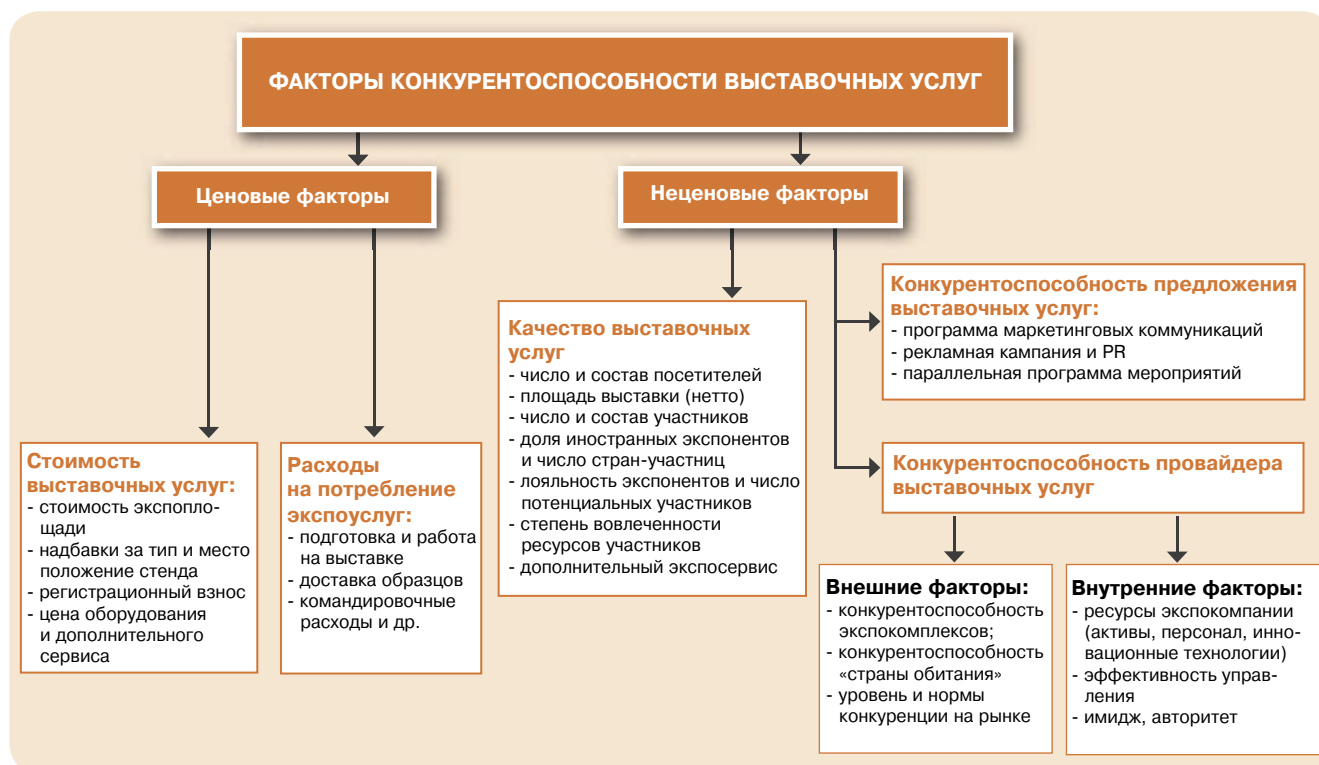 ФАКТОРЫ КОНКУРЕНТОСПОСОБНОСТИ ВЫСТАВОЧНЫХ УСЛУГ
Ценовые факторы
Неценовые факторы
Стоимость
выставочных услуг:
- стоимость экспопло-
щади
- надбавки за тип и место
положение стенда
- регистрационный взнос
- цена оборудования
и дополнительного
сервиса
Расходы
на потребление
экспоуслуг:
- подготовка и работа
на выставке
- доставка образцов
- командировочные
расходы и др.
Качество выставочных
услуг
- число и состав посетителей
- площадь выставки (нетто)
- число и состав участников
- доля иностранных экспонентов
и число стран-участниц
- лояльность экспонентов и число
потенциальных участников
- степень вовлеченности
ресурсов участников
- дополнительный экспосервис
Конкурентоспособность предложения
выставочных услуг:
- программа маркетинговых коммуникаций
- рекламная кампания и PR
- параллельная программа мероприятий
Конкурентоспособность провайдера
выставочных услуг
Внешние факторы:
- конкурентоспособность
экспокомплексов;
- конкурентоспособность
«страны обитания»
- уровень и нормы
конкуренции на рынке
Внутренние факторы:
- ресурсы экспокомпании
(активы, персонал, инно-
вационные технологии)
- эффективность управ-
ления
- имидж, авторитет